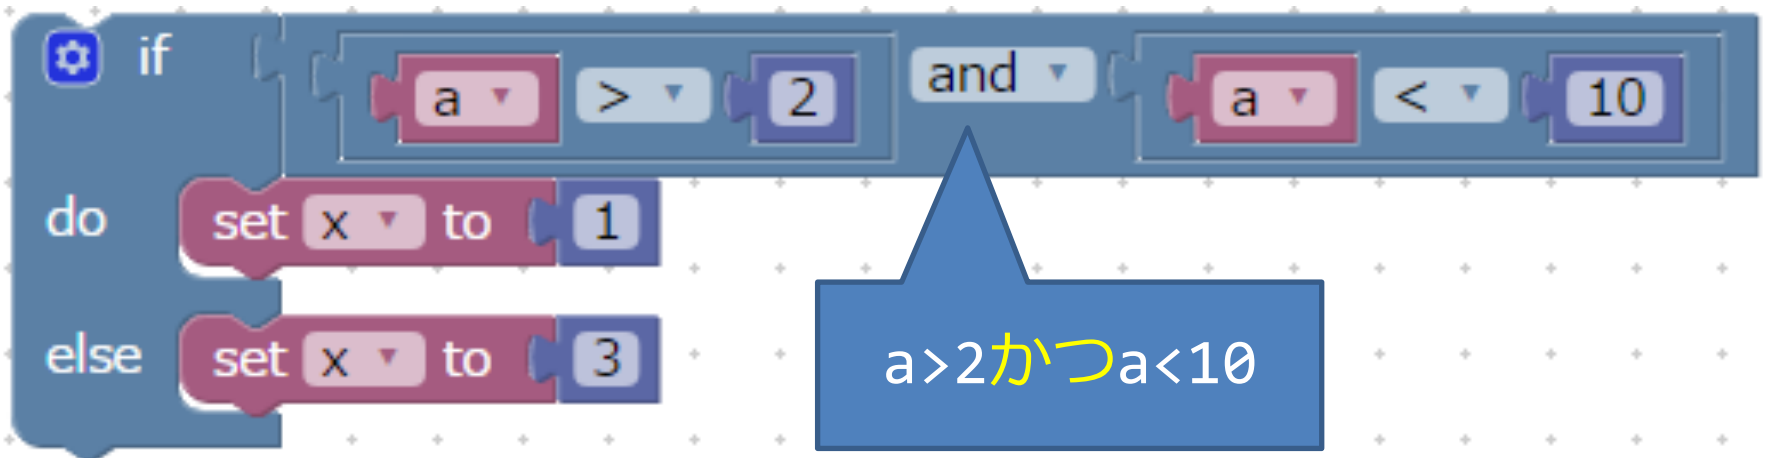 if a > 2 and a < 10
do set x to 1
else set x to 3
a>2かつa<10